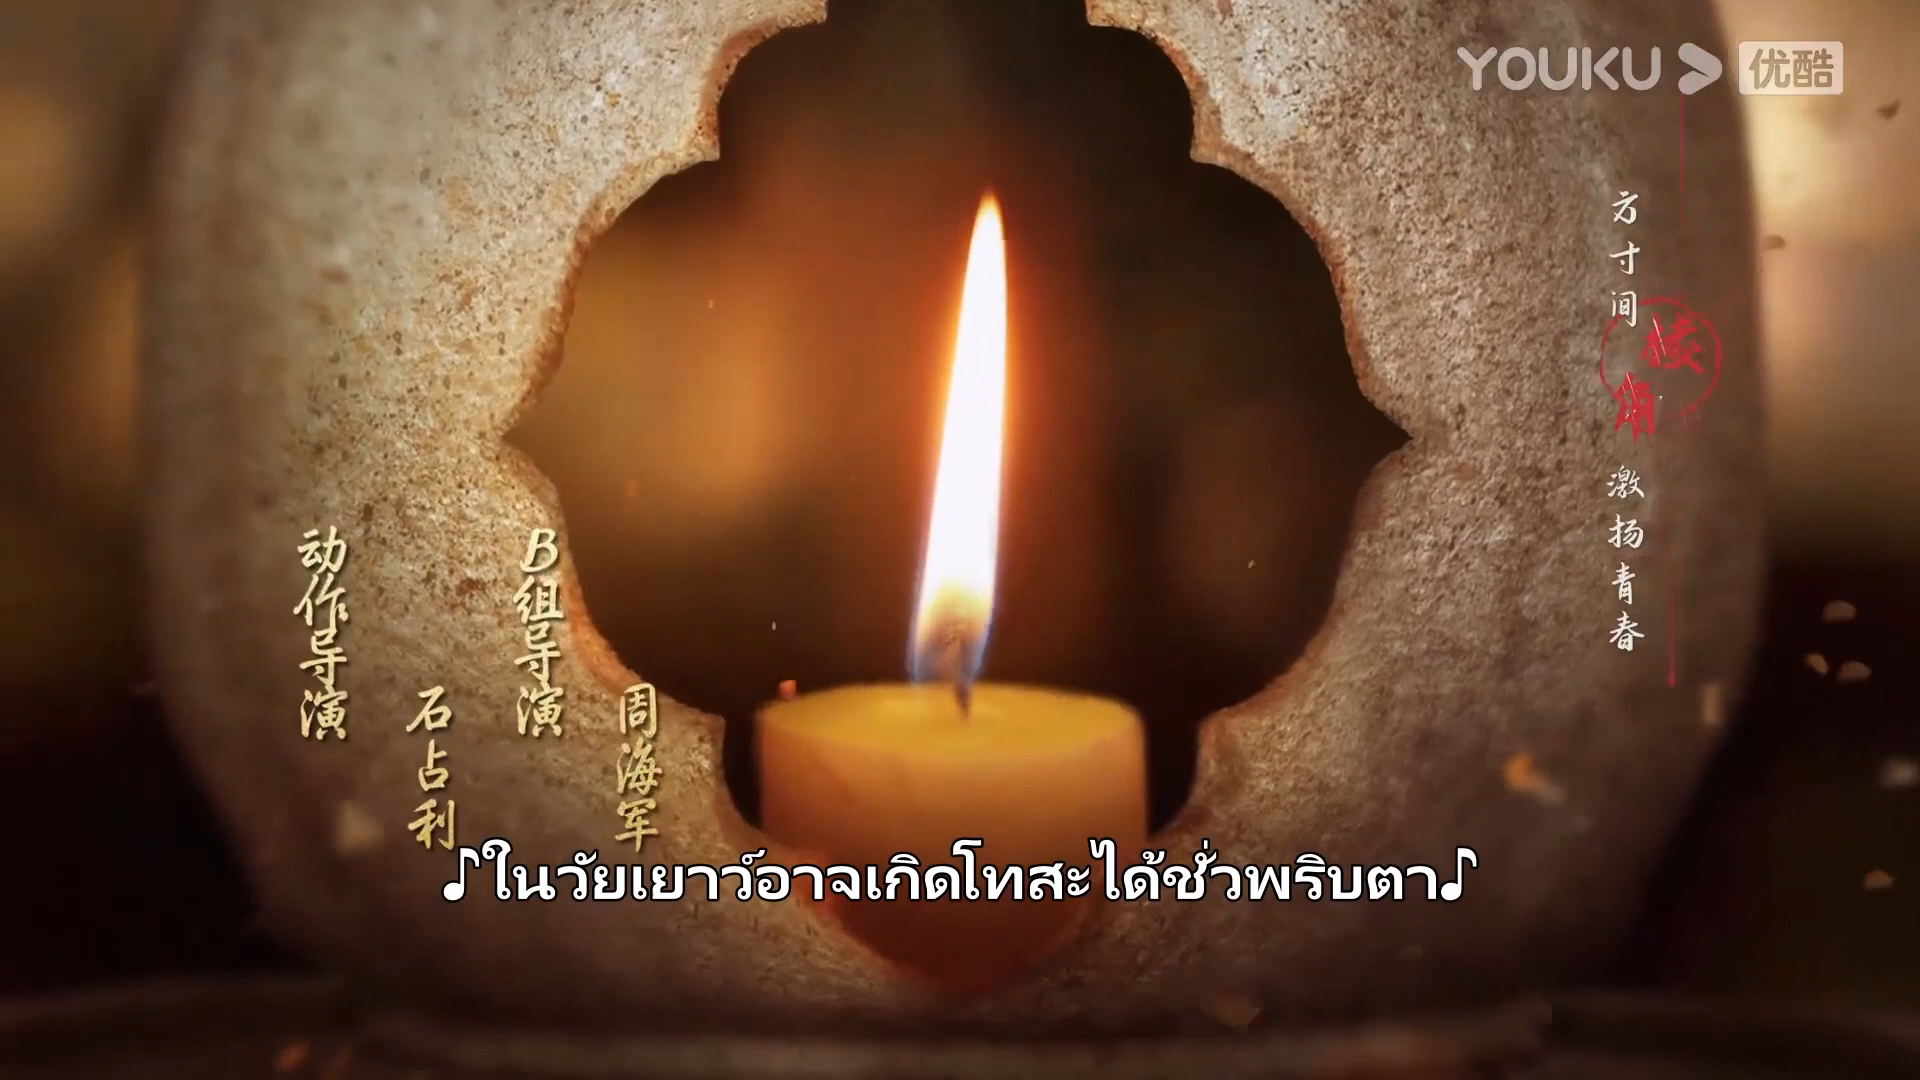 YOUKU 优酷
方寸间
棱角
激扬青春
动作导演
石占利
B组导演
周海军
♪ในวัยเยาว์อาจเกิดโทสะได้ชั่วพริบตา♪